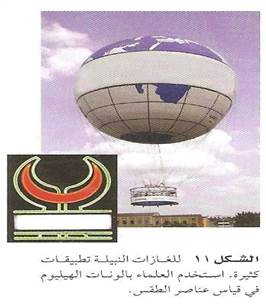 الشكل ١١ للغازات النبيلة تطبيقات
كثيرة. استخدم العلماء بالونات الهيليوم
في قياس عناصر الطقس.